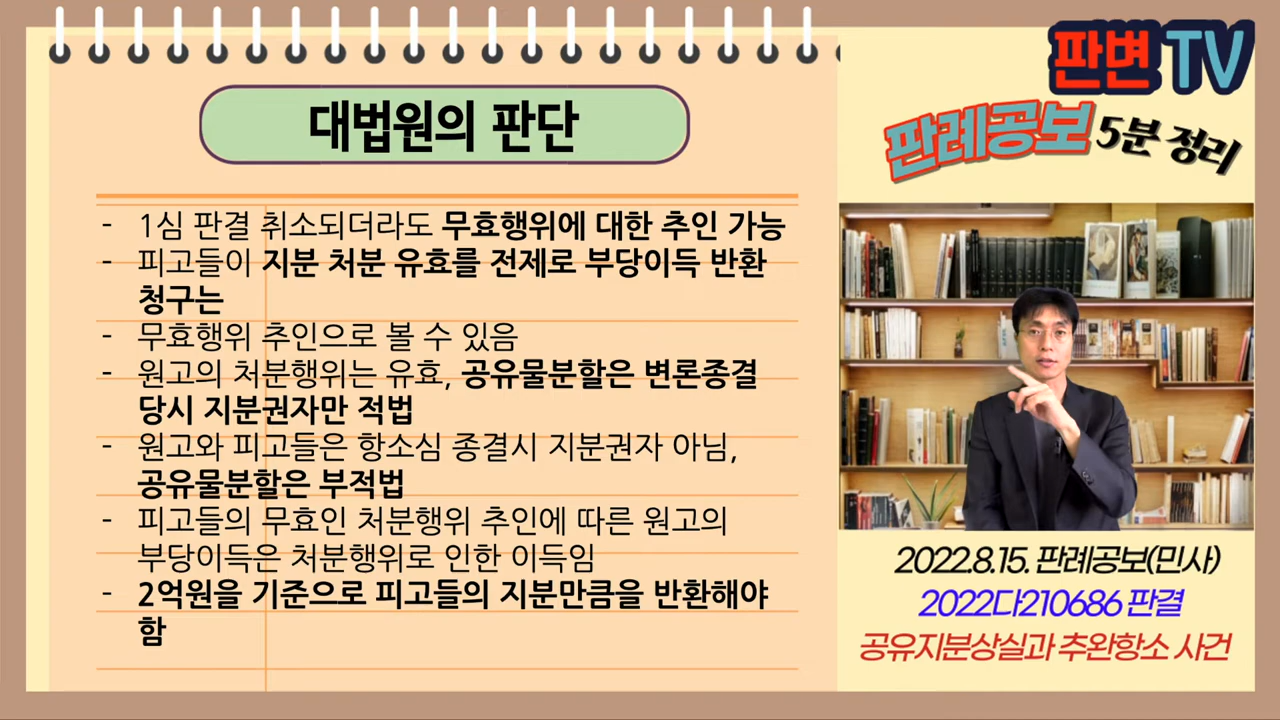 대법원의 판단
- 1심 판결 취소되더라도 무효행위에 대한 추인 가능
- 피고들이 지분 처분 유효를 전제로 부당이득 반환
청구는
- 무효행위 추인으로 볼 수 있음
- 원고의 처분행위는 유효, 공유물분할은 변론종결
당시 지분권자만 적법
- 원고와 피고들은 항소심 종결시 지분권자 아님,
공유물분할은 부적법
- 피고들의 무효인 처분행위 추인에 따른 원고의
부당이득은 처분행위로 인한 이득임
- 2억원을 기준으로 피고들의 지분만큼을 반환해야
함
판변 TV
판례공보 5분 정리
2022.8.15. 판례공보(민사)
2022다210686 판결
공유지분상실과 추완항소 사건